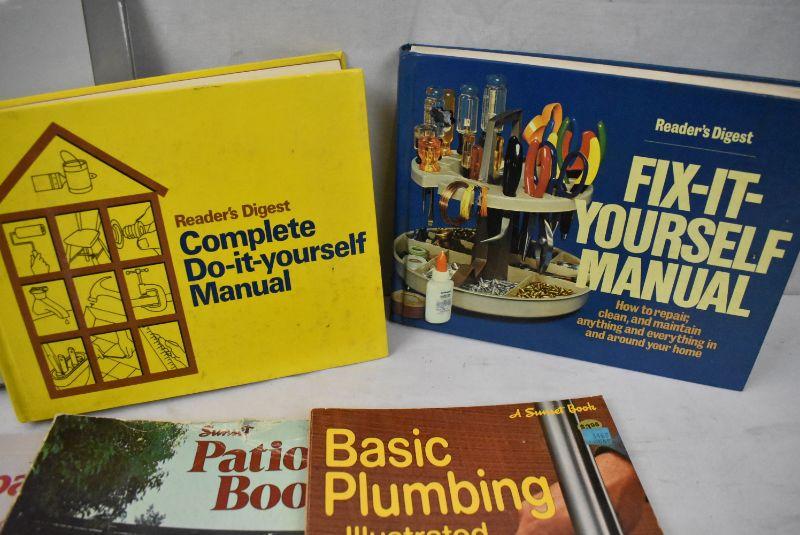 Reader's Digest
Complete
Do-it-yourself
Manual
Reader's Digest
FIX-IT-
YOURSELF
MANUAL
How to repair,
clean, and maintain
anything and everything in
and around your home
Sunset
Patio
Boo
A Sunset Book
Basic
Plumbing
Illustrated